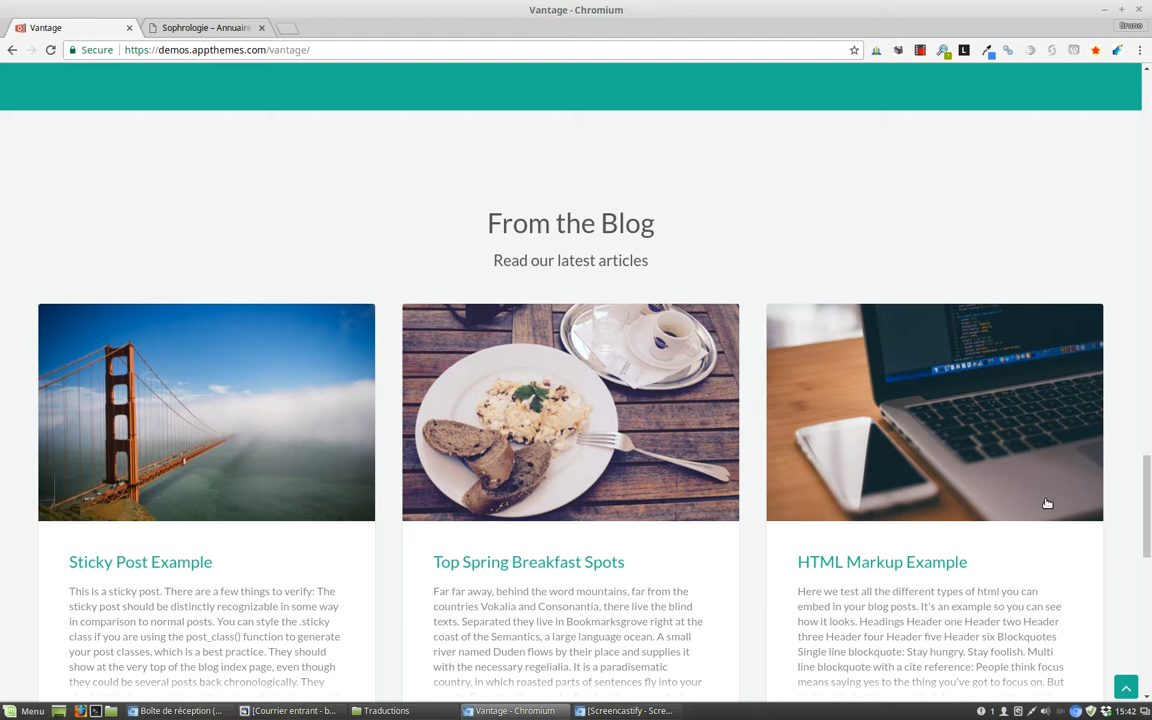 Vantage - Chromium
Vantage
Sophrologie – Annuaire
Bruno
Secure
https://demos.appthemes.com/vantage/
From the Blog
Read our latest articles
Sticky Post Example
This is a sticky post. There are a few things to verify: The
sticky post should be distinctly recognizable in some way
in comparison to normal posts. You can style the .sticky
class if you are using the post_class() function to generate
your post classes, which is a best practice. They should
show at the very top of the blog index page, even though
they could be several posts back chronologically. They
Top Spring Breakfast Spots
Far far away, behind the word mountains, far from the
countries Vokalia and Consonantia, there live the blind
texts. Separated they live in Bookmarksgrove right at the
coast of the Semantics, a large language ocean. A small
river named Duden flows by their place and supplies it
with the necessary regelialia. It is a paradisematic
country, in which roasted parts of sentences fly into your
HTML Markup Example
Here we test all the different types of html you can
embed in your blog posts. It's an example so you can see
how it looks. Headings Header one Header two Header
three Header four Header five Header six Blockquotes
Single line blockquote: Stay hungry. Stay foolish. Multi
line blockquote with a cite reference: People think focus
means saying yes to the thing you've got to focus on. But
Menu
Boîte de réception (...
[Courrier entrant - b...
Traductions
Vantage - Chromium
[Screencastify - Scre...
1
15:42